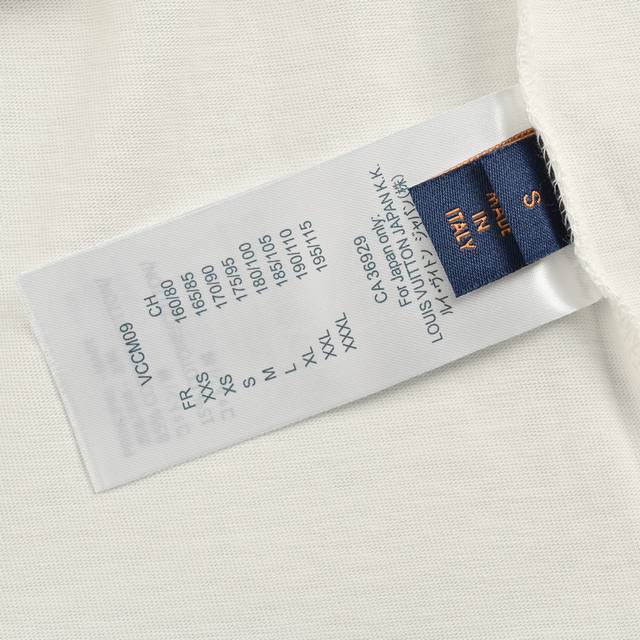 S
MADE
IN
ITALY
CA36929
For Japan only:
LOUIS VUITTON JAPAN K.K.
ルイ・ヴィトン ジャパン(株)
VCCM09
FR CH
XXS 160/80
XS 165/85
S 170/90
M 175/95
L 180/100
XL 185/105
XXL 190/110
XXXL 195/115